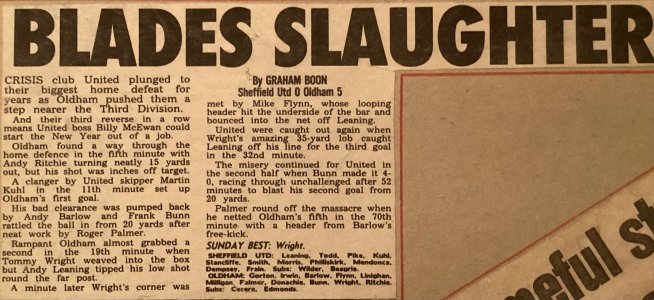 BLADES SLAUGHTER
CRISIS club United plunged to
their biggest home defeat for
years as Oldham pushed them a
step nearer the Third Division.
And their third reverse in a row
means United boss Billy McEwan could
start the New Year out of a job.
Oldham found a way through the
home defence in the fifth minute with
Andy Ritchie turning neatly 15 yards
out, but his shot was inches off target.
A clanger by United skipper Martin
Kuhl in the 11th minute set up
Oldham's first goal.
His bad clearance was pumped back
by Andy Barlow and Frank Bunn
rattled the ball in from 20 yards after
neat work by Roger Palmer.
Rampant Oldham almost grabbed a
second in the 19th minute when
Tommy Wright weaved into the box
but Andy Leaning tipped his low shot
round the far post.
A minute later Wright's corner was
By GRAHAM BOON
Sheffield Utd 0 Oldham 5
met by Mike Flynn, whose looping
header hit the underside of the bar and
bounced into the net off Leaning.
United were caught out again when
Wright's amazing 35-yard lob caught
Leaning off his line for the third goal
in the 32nd minute.
The misery continued for United in
the second half when Bunn made it 4-
0, racing through unchallenged after 52
minutes to blast his second goal from
20 yards.
Palmer round off the massacre when
he netted Oldham's fifth in the 70th
minute with a header from Barlow's
free-kick.
SUNDAY BEST: Wright.
SHEFFIELD UTD: Leaning, Todd, Pike, Kuhl,
Stancliffe, Smith, Morris, Philliskirk, Mendonca,
Dempsey, Frain. Subs: Wilder, Beagrie.
OLDHAM: Gorton, Irwin, Barlow, Flynn, Linighan,
Milligan, Palmer, Donachie, Bunn, Wright, Ritchie.
Subs: Cecere, Edmonds.
eful st